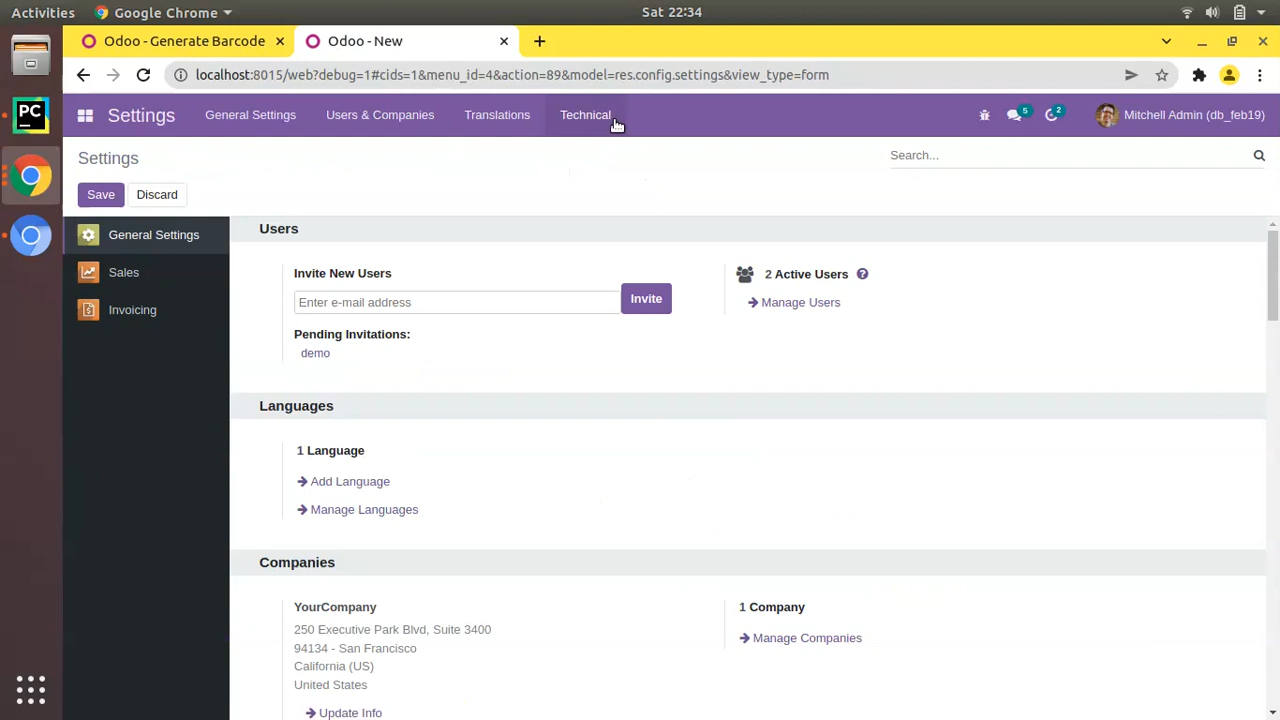 Activities Google Chrome Sat 22:34
Odoo - Generate Barcode Odoo - New
localhost:8015/web?debug=1#cids=1&menu_id=4&action=89&model=res.config.settings&view_type=form
Settings General Settings Users & Companies Translations Technical 5 2 Mitchell Admin (db_feb19)
Settings Search...
Save Discard
General Settings
Sales
Invoicing
Users
Invite New Users 2 Active Users ?
Enter e-mail address Invite Manage Users
Pending Invitations:
demo
Languages
1 Language
Add Language
Manage Languages
Companies
YourCompany 1 Company
250 Executive Park Blvd, Suite 3400 Manage Companies
94134 - San Francisco
California (US)
United States
Update Info
PC